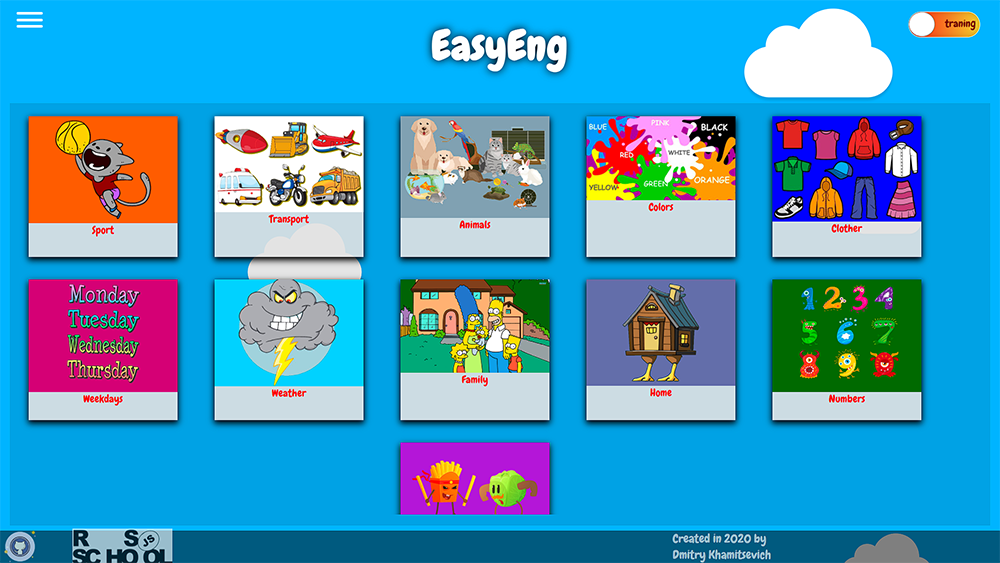 EasyEng
traning
BLUE
PINK
BLACK
RED
WHITE
YELLOW
GREEN
ORANGE
Sport
Transport
Animals
Colors
Clother
Monday
Tuesday
Wednesday
Thursday
1 2 3 4
5 6 7
8 9 0
Weekdays
Weather
Family
Home
Numbers
R S JS
SCHOOL
Created in 2020 by
Dmitry Khamitsevich